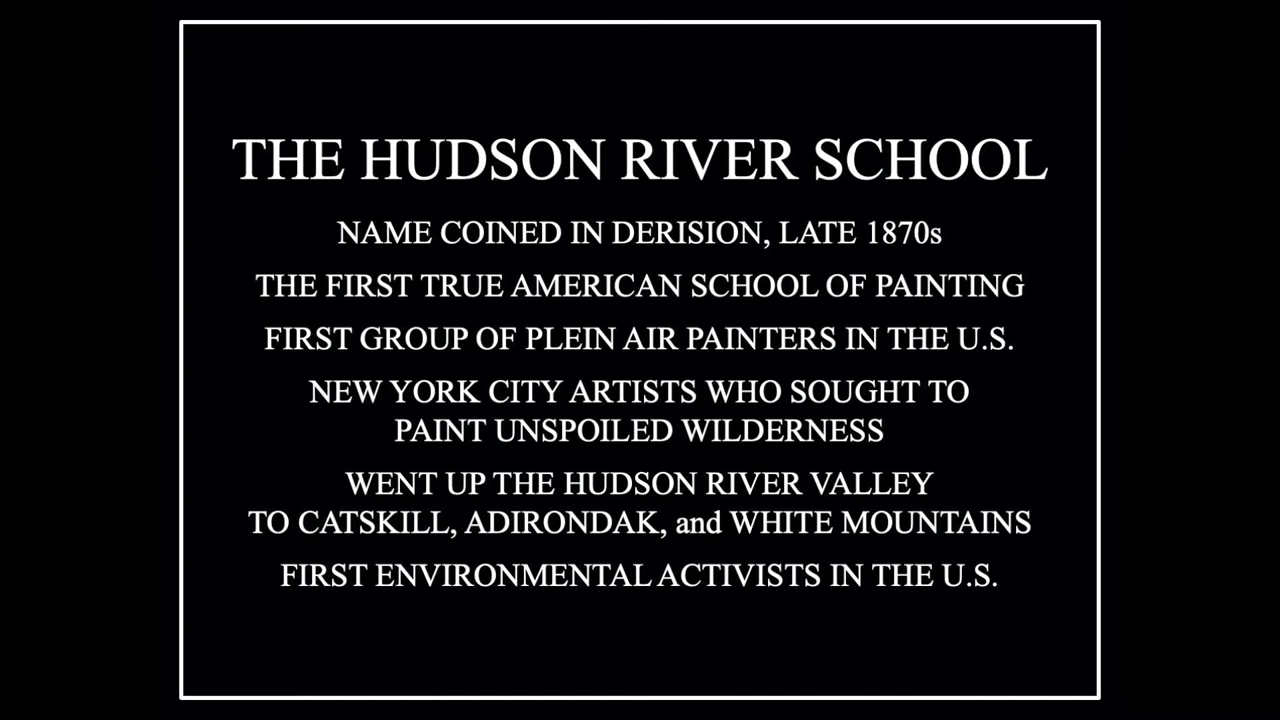 THE HUDSON RIVER SCHOOL
NAME COINED IN DERISION, LATE 1870s
THE FIRST TRUE AMERICAN SCHOOL OF PAINTING
FIRST GROUP OF PLEIN AIR PAINTERS IN THE U.S.
NEW YORK CITY ARTISTS WHO SOUGHT TO
PAINT UNSPOILED WILDERNESS
WENT UP THE HUDSON RIVER VALLEY
TO CATSKILL, ADIRONDAK, and WHITE MOUNTAINS
FIRST ENVIRONMENTAL ACTIVISTS IN THE U.S.